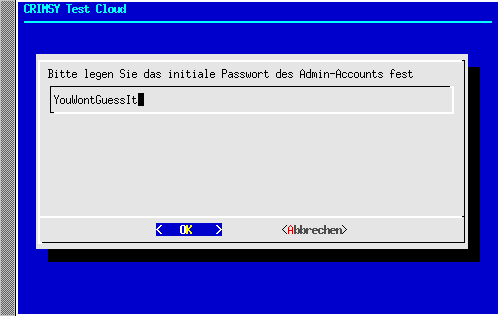 CRIMSY Test Cloud
Bitte legen Sie das initiale Passwort des Admin-Accounts fest
YouWontGuessIt
< OK > <Abbrechen>